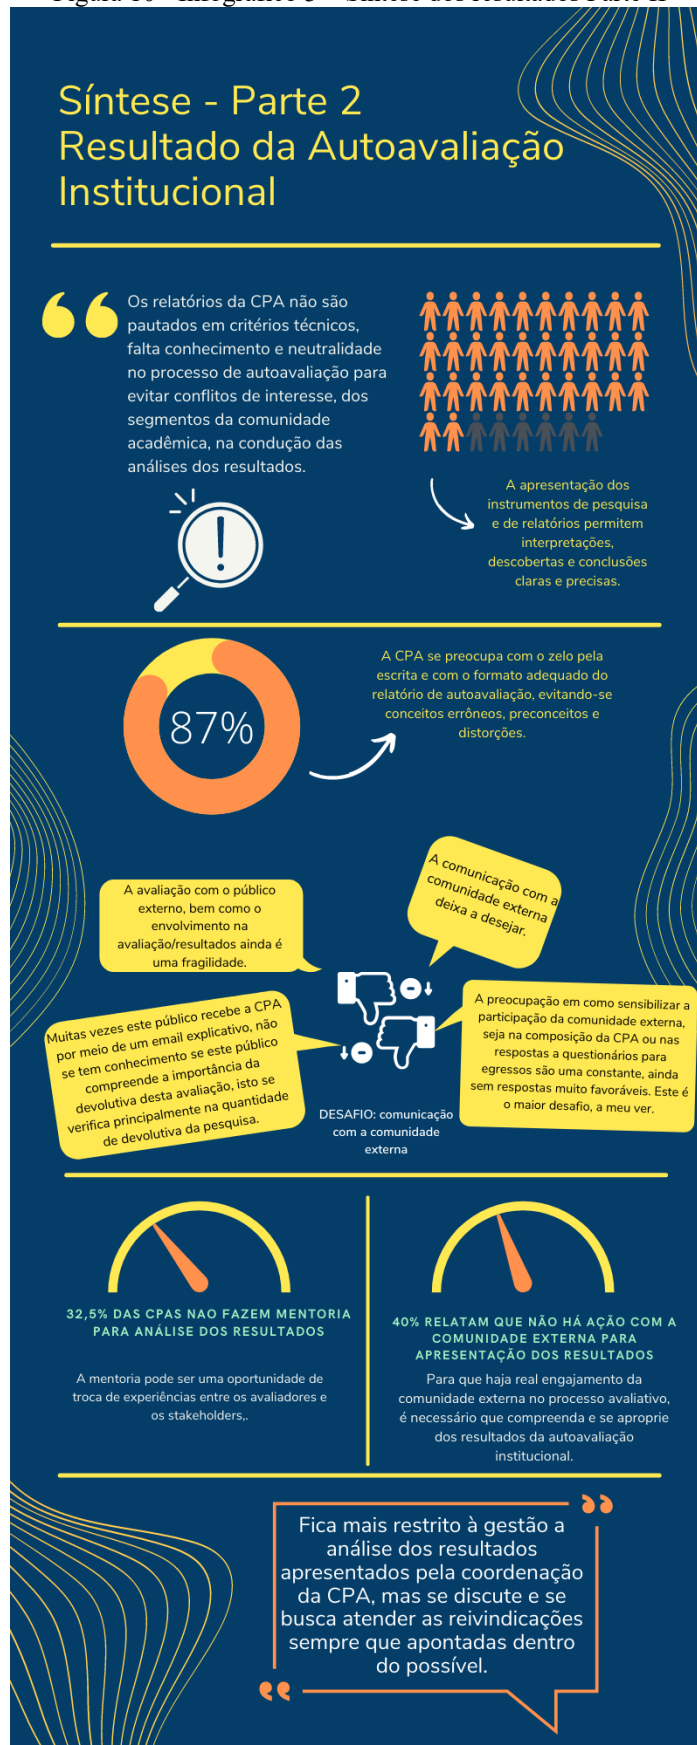 Síntese - Parte 2
Resultado da Autoavaliação
Institucional
Os relatórios da CPA não são
pautados em critérios técnicos,
falta conhecimento e neutralidade
no processo de autoavaliação para
evitar conflitos de interesse, dos
segmentos da comunidade
acadêmica, na condução das
análises dos resultados.
A apresentação dos
instrumentos de pesquisa
e de relatórios permitem
interpretações,
descobertas e conclusões
claras e precisas.
87%
A CPA se preocupa com o zelo pela
escrita e com o formato adequado do
relatório de autoavaliação, evitando-se
conceitos errôneos, preconceitos e
distorções.
A comunicação com a
comunidade externa
deixa a desejar.
A avaliação com o público
externo, bem como o
envolvimento na
avaliação/resultados ainda é
uma fragilidade.
Muitas vezes este público recebe a CPA
por meio de um email explicativo, não
se tem conhecimento se este público
compreende a importância da
devolutiva desta avaliação, isto se
verifica principalmente na quantidade
de devolutiva da pesquisa.
A preocupação em como sensibilizar a
participação da comunidade externa,
seja na composição da CPA ou nas
respostas a questionários para
egressos são uma constante, ainda
sem respostas muito favoráveis. Este é
o maior desafio, a meu ver.
DESAFIO: comunicação
com a comunidade
externa
32,5% DAS CPAS NAO FAZEM MENTORIA
PARA ANÁLISE DOS RESULTADOS
A mentoria pode ser uma oportunidade de
troca de experiências entre os avaliadores e
os stakeholders,.
40% RELATAM QUE NÃO HÁ AÇÃO COM A
COMUNIDADE EXTERNA PARA
APRESENTAÇÃO DOS RESULTADOS
Para que haja real engajamento da
comunidade externa no processo avaliativo,
é necessário que compreenda e se aproprie
dos resultados da autoavaliação
institucional.
Fica mais restrito à gestão a
análise dos resultados
apresentados pela coordenação
da CPA, mas se discute e se
busca atender as reivindicações
sempre que apontadas dentro
do possível.